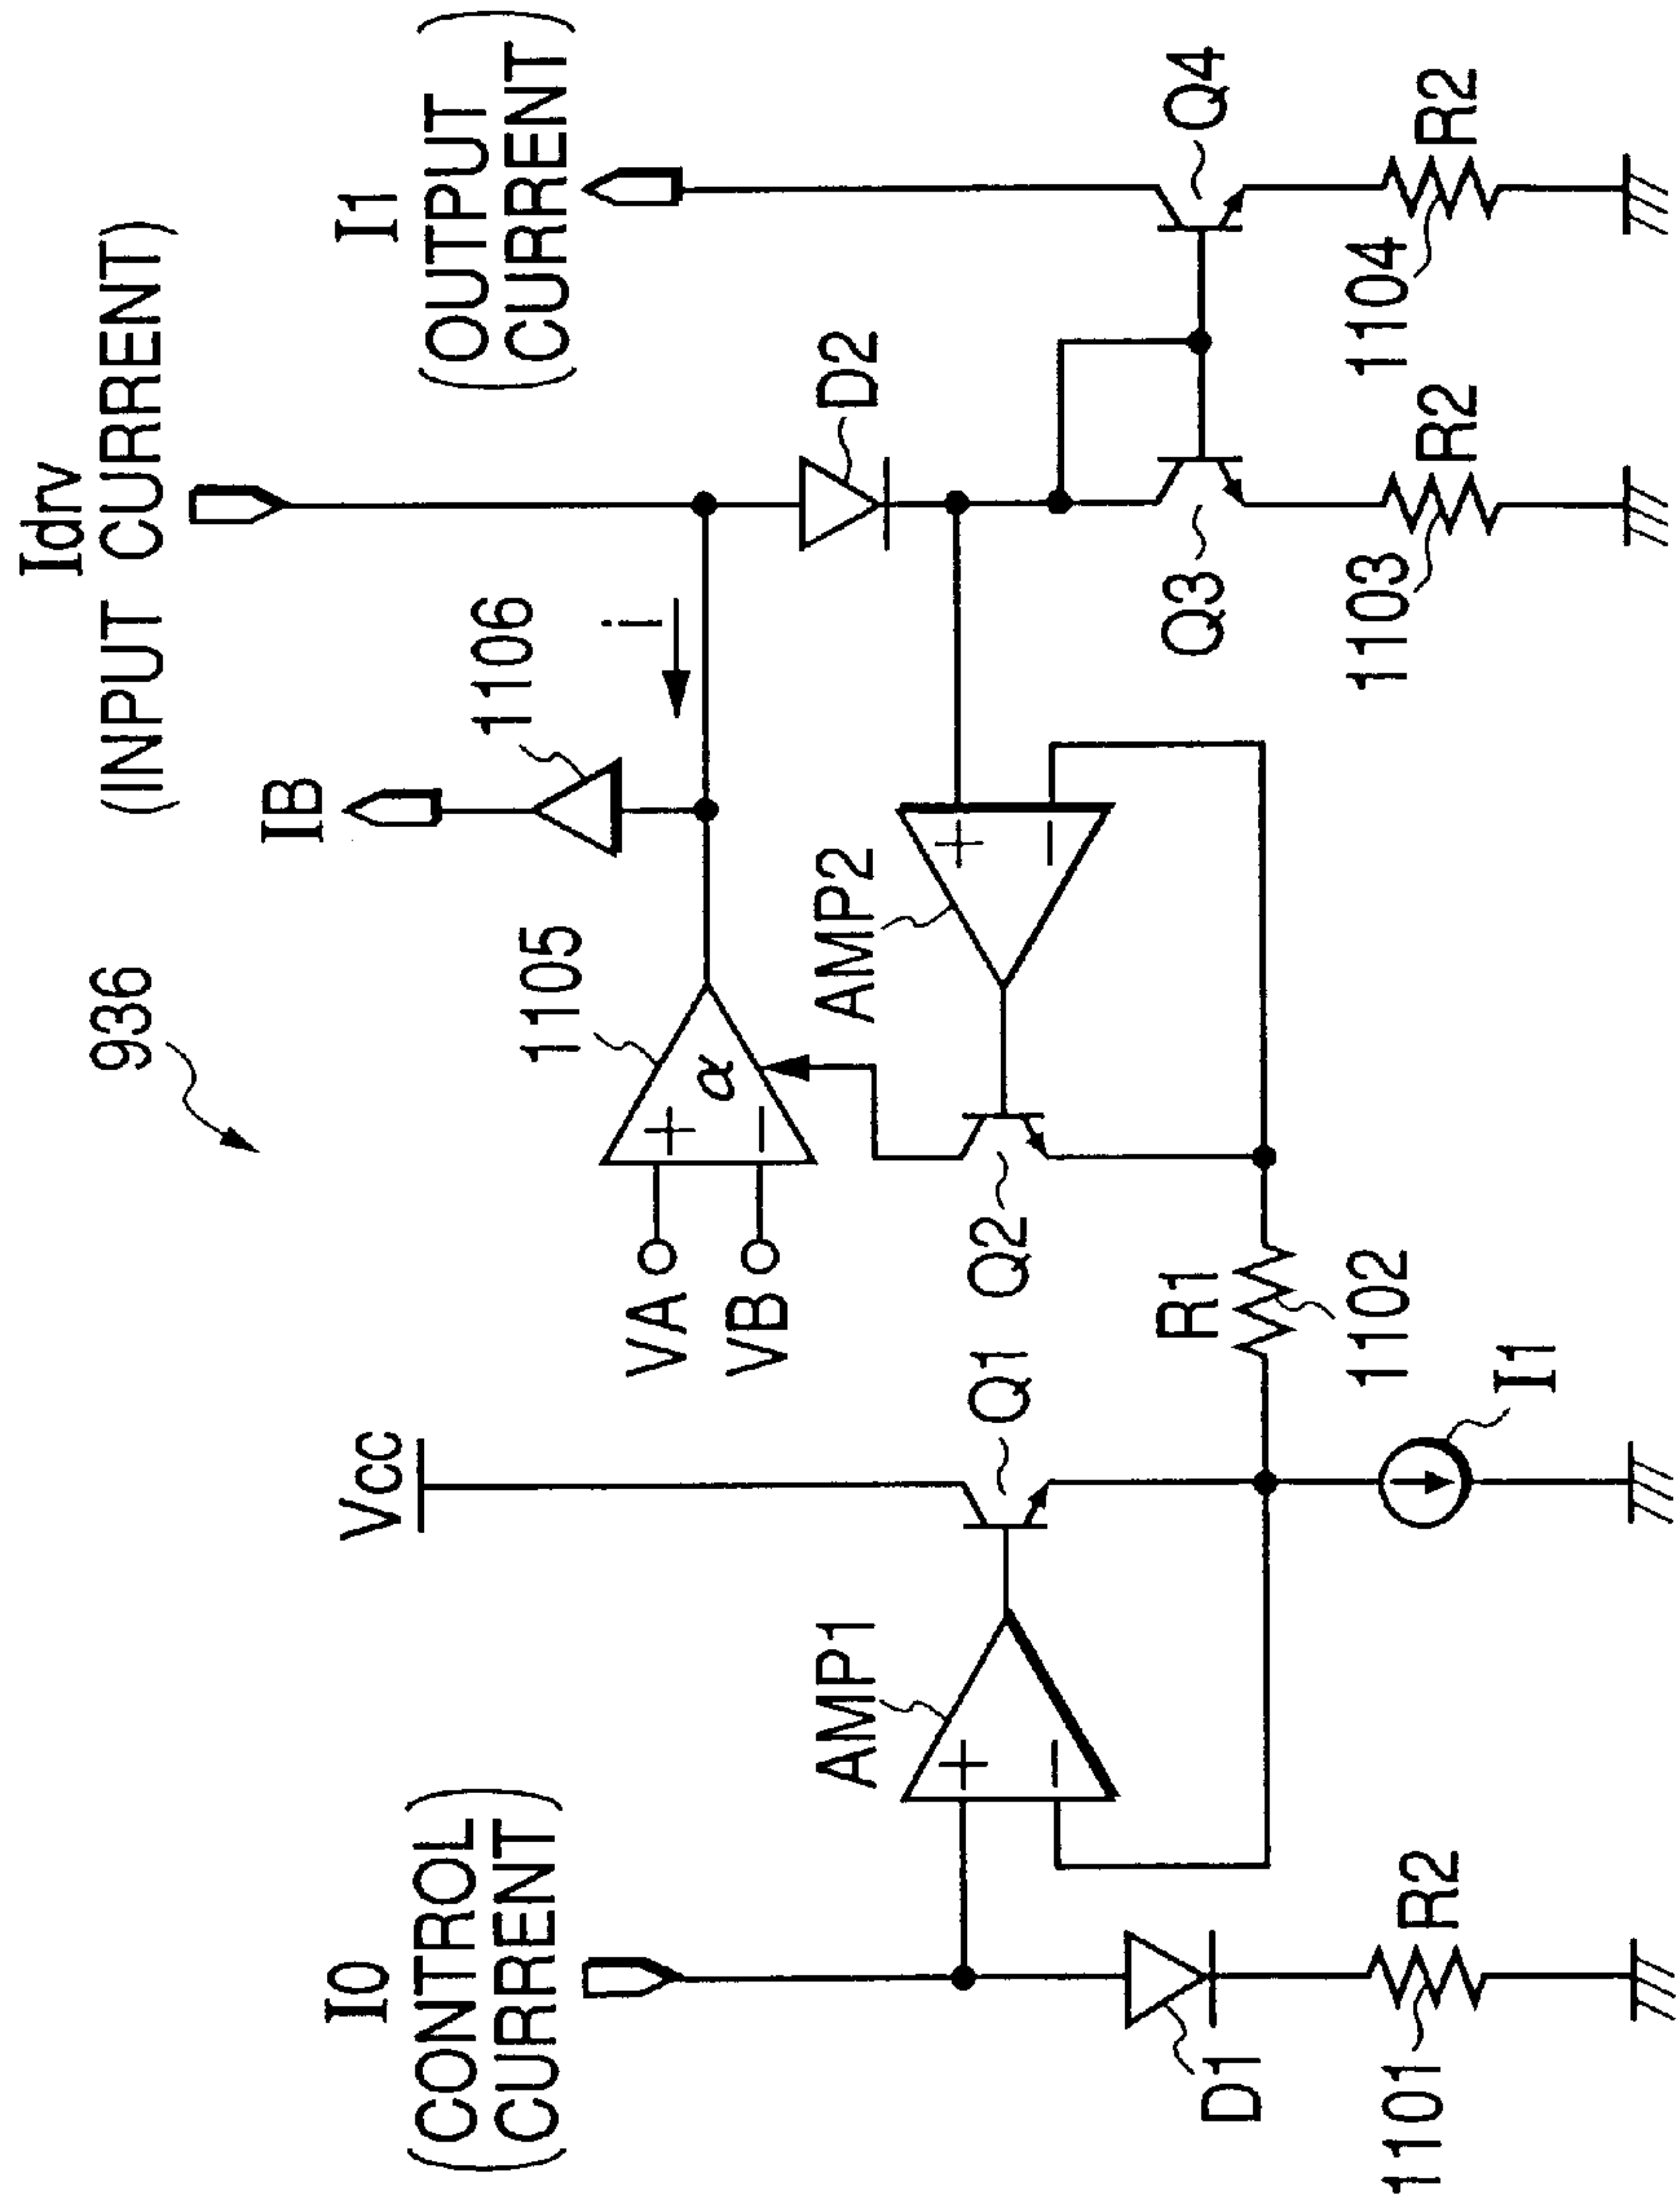 Idrv
936
(INPUT CURRENT)
IB
I0
Vcc
I1
(CONTROL
CURRENT)
(OUTPUT
CURRENT)
1106
1105
i
VA
+
α
VB
−
AMP1
AMP2
D2
+
−
+
−
Q2
Q1
R1
Q3
Q4
D1
1102
1103
1104
1101
R2
R2
R2
I1